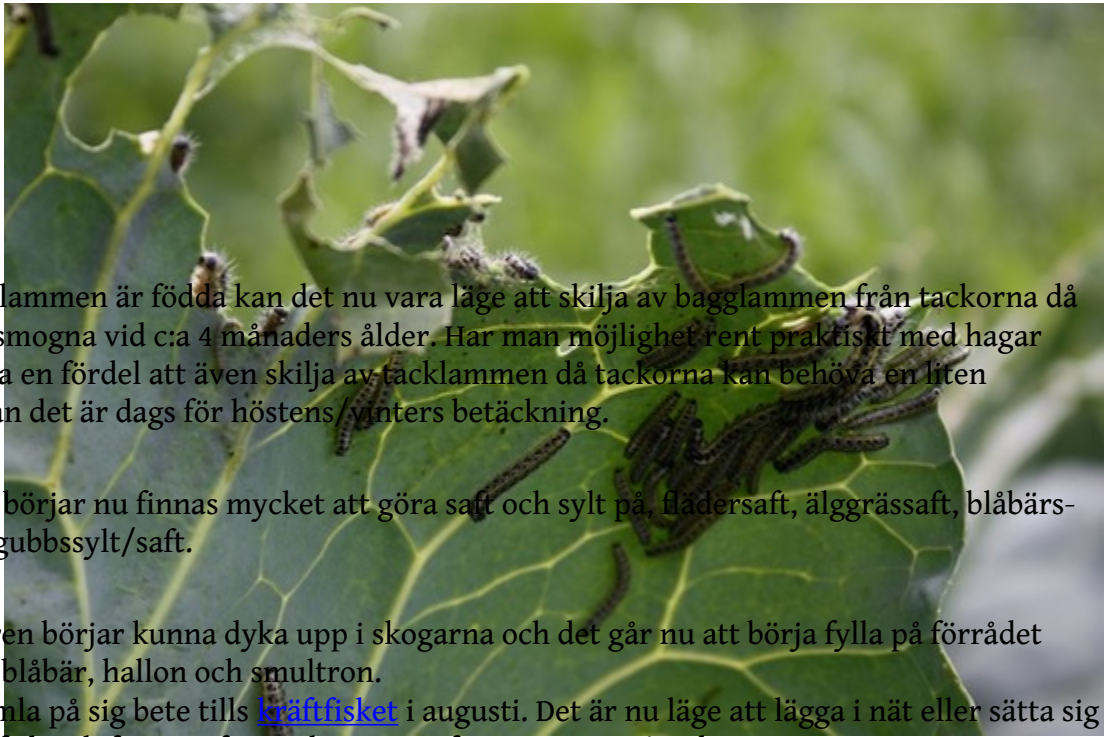 lammen är födda kan det nu vara läge att skilja av bagglammen från tackorna då
smogna vid c:a 4 månaders ålder. Har man möjlighet rent praktiskt med hagar
a en fördel att även skilja av tacklammen då tackorna kan behöva en liten
an det är dags för höstens/vinters betäckning.
börjar nu finnas mycket att göra saft och sylt på, flädersaft, älggrässaft, blåbärs-
gubbssylt/saft.
en börjar kunna dyka upp i skogarna och det går nu att börja fylla på förrådet
blåbär, hallon och smultron.
mla på sig bete tills kräftfisket i augusti. Det är nu läge att lägga i nät eller sätta sig